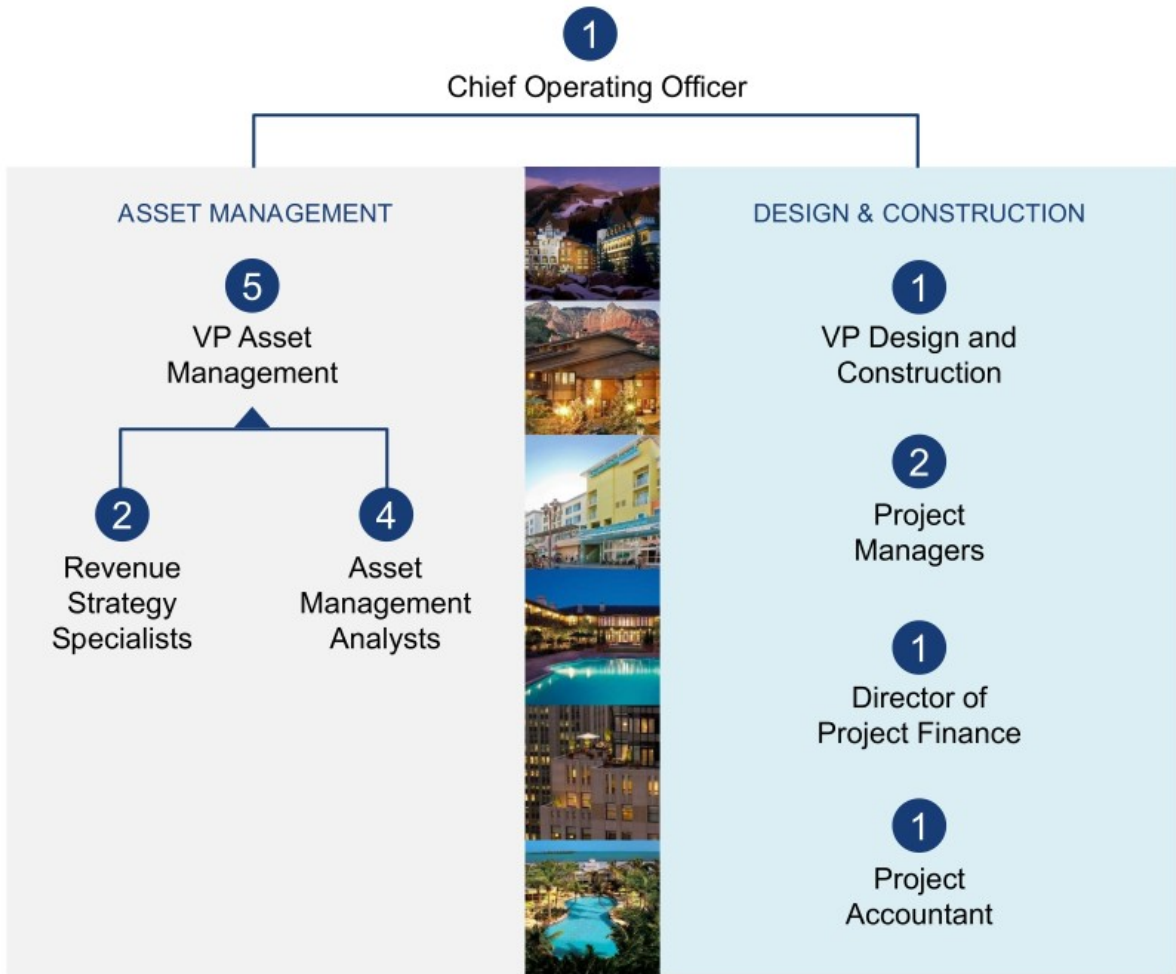 1
Chief Operating Officer
ASSET MANAGEMENT
5
VP Asset
Management
2
Revenue
Strategy
Specialists
4
Asset
Management
Analysts
DESIGN & CONSTRUCTION
1
VP Design and
Construction
2
Project
Managers
1
Director of
Project Finance
1
Project
Accountant